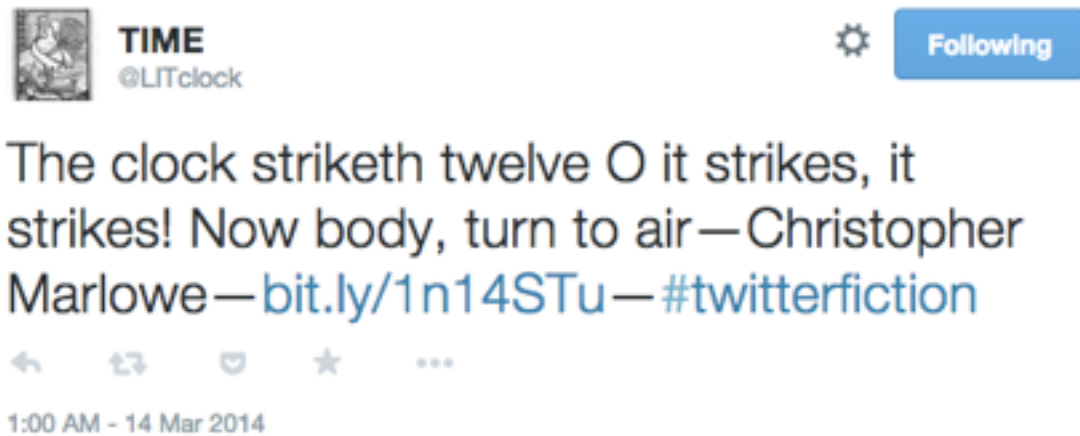 TIME
@LITclock
Following
The clock striketh twelve O it strikes, it
strikes! Now body, turn to air—Christopher
Marlowe—bit.ly/1n14STu—#twitterfiction
1:00 AM - 14 Mar 2014